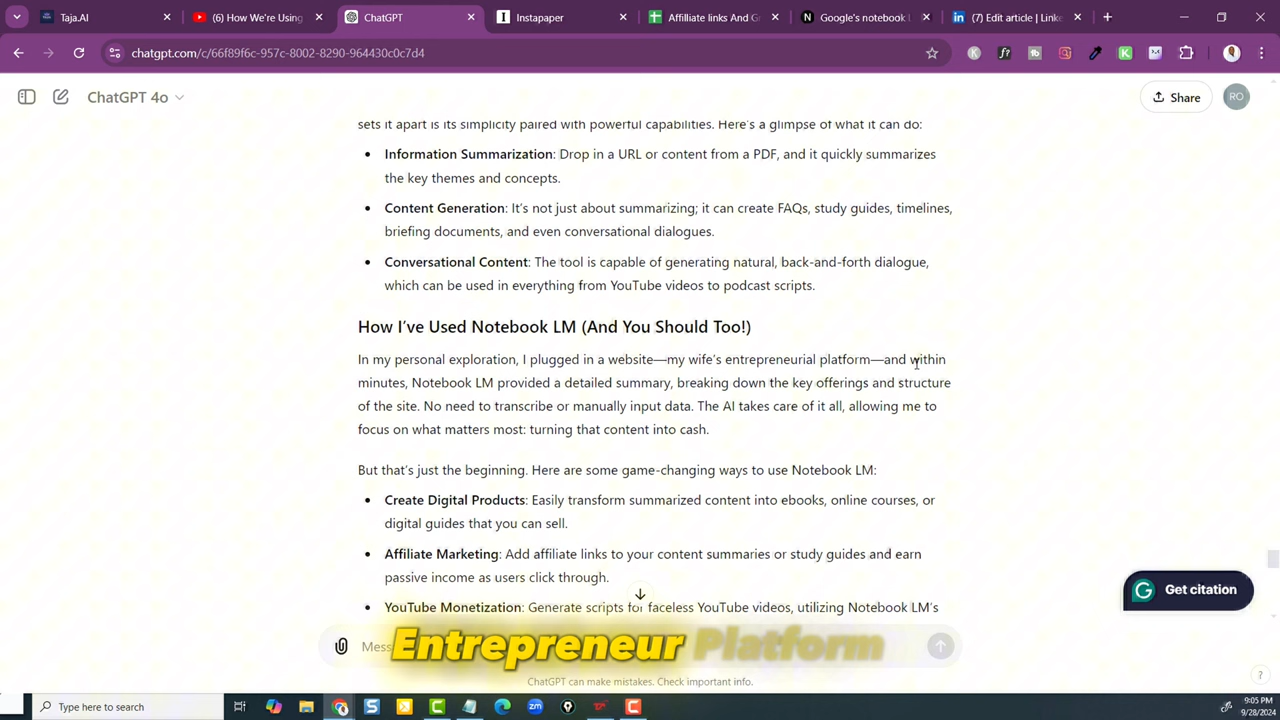 Taja.AI
(6) How We're Using
ChatGPT
Instapaper
Affilliate links And G
Google's notebook
(7) Edit article | Link
chatgpt.com/c/66f89f6c-957c-8002-8290-964430c0c7d4
ChatGPT 4o
Share
RO
sets it apart is its simplicity paired with powerful capabilities. Here's a glimpse of what it can do:
• Information Summarization: Drop in a URL or content from a PDF, and it quickly summarizes
the key themes and concepts.
• Content Generation: It's not just about summarizing; it can create FAQs, study guides, timelines,
briefing documents, and even conversational dialogues.
• Conversational Content: The tool is capable of generating natural, back-and-forth dialogue,
which can be used in everything from YouTube videos to podcast scripts.
How I've Used Notebook LM (And You Should Too!)
In my personal exploration, I plugged in a website—my wife's entrepreneurial platform—and within
minutes, Notebook LM provided a detailed summary, breaking down the key offerings and structure
of the site. No need to transcribe or manually input data. The AI takes care of it all, allowing me to
focus on what matters most: turning that content into cash.
But that's just the beginning. Here are some game-changing ways to use Notebook LM:
• Create Digital Products: Easily transform summarized content into ebooks, online courses, or
digital guides that you can sell.
• Affiliate Marketing: Add affiliate links to your content summaries or study guides and earn
passive income as users click through.
• YouTube Monetization: Generate scripts for faceless YouTube videos, utilizing Notebook LM's
Get citation
Entrepreneur Platform
ChatGPT can make mistakes. Check important info.
?
Type here to search
9:05 PM
9/28/2024